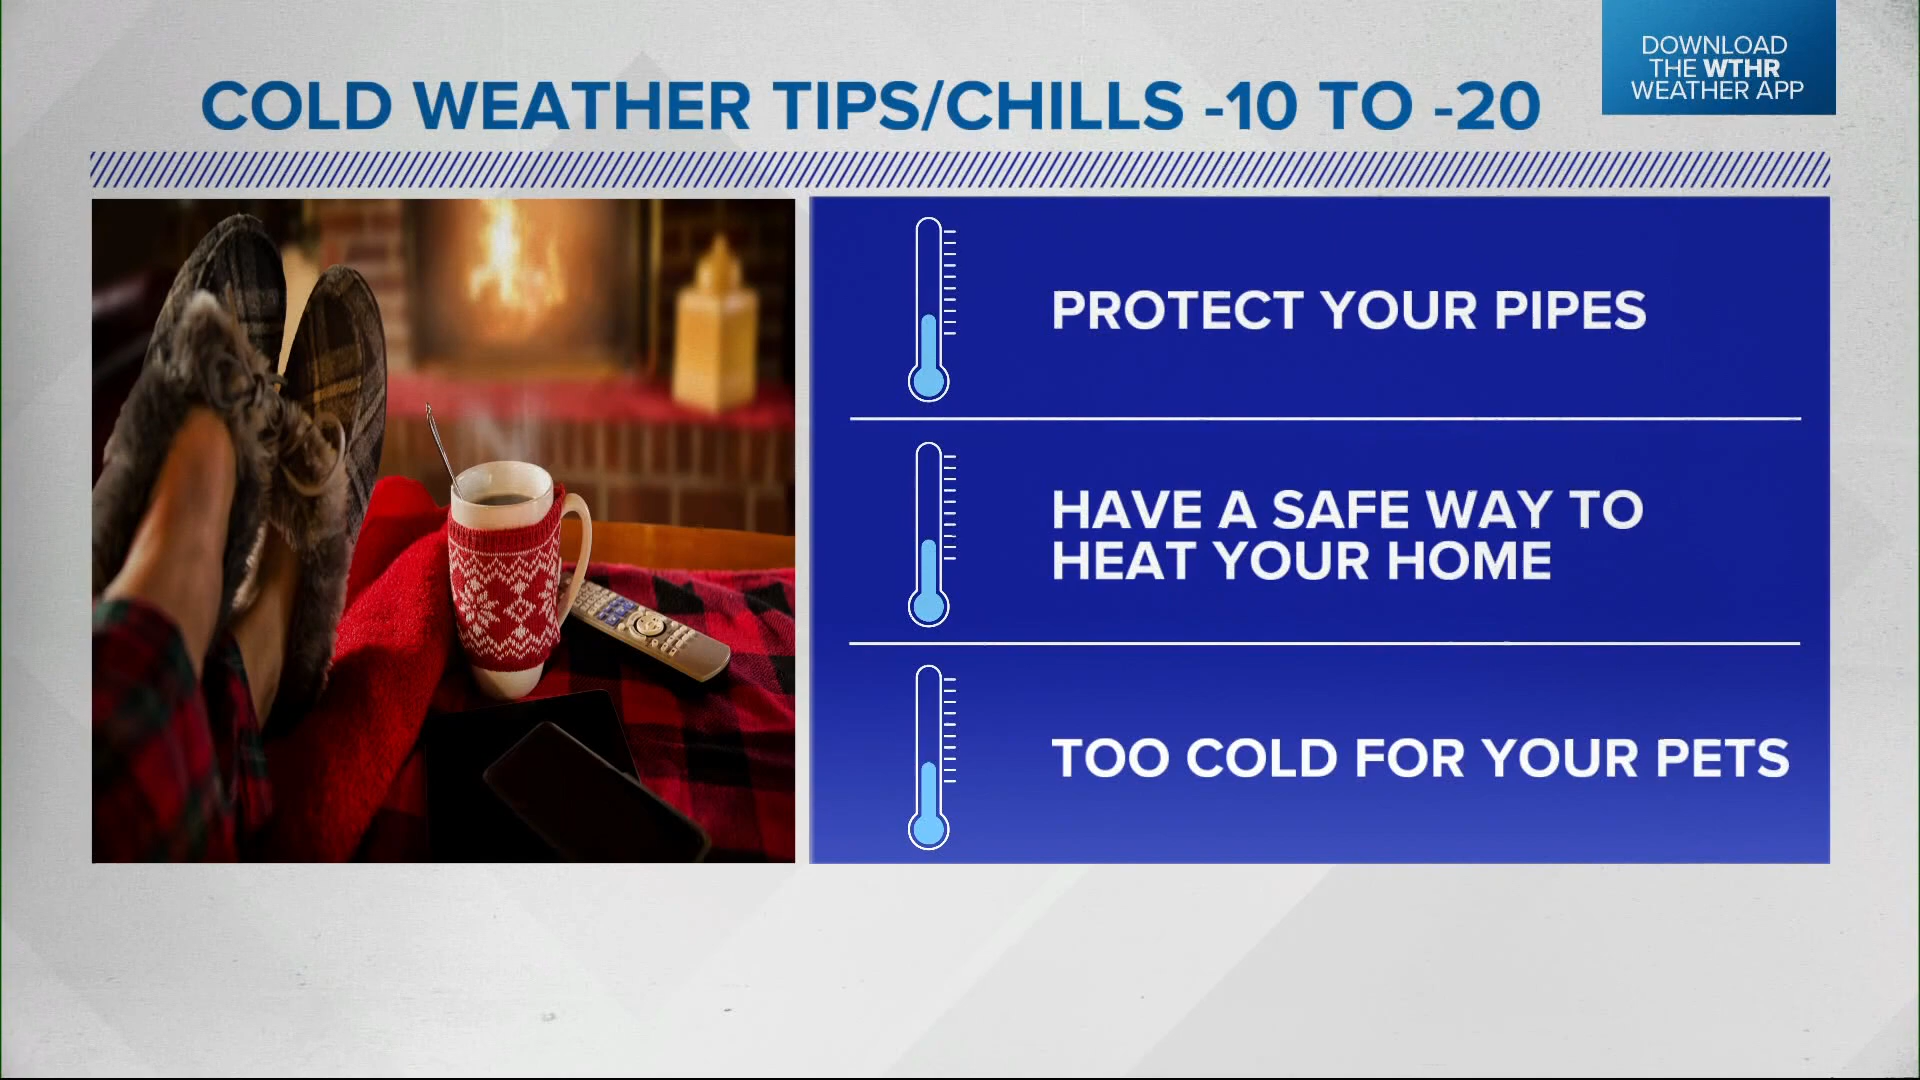 DOWNLOAD
THE WTHR
WEATHER APP
COLD WEATHER TIPS/CHILLS -10 TO -20
PROTECT YOUR PIPES
HAVE A SAFE WAY TO
HEAT YOUR HOME
TOO COLD FOR YOUR PETS